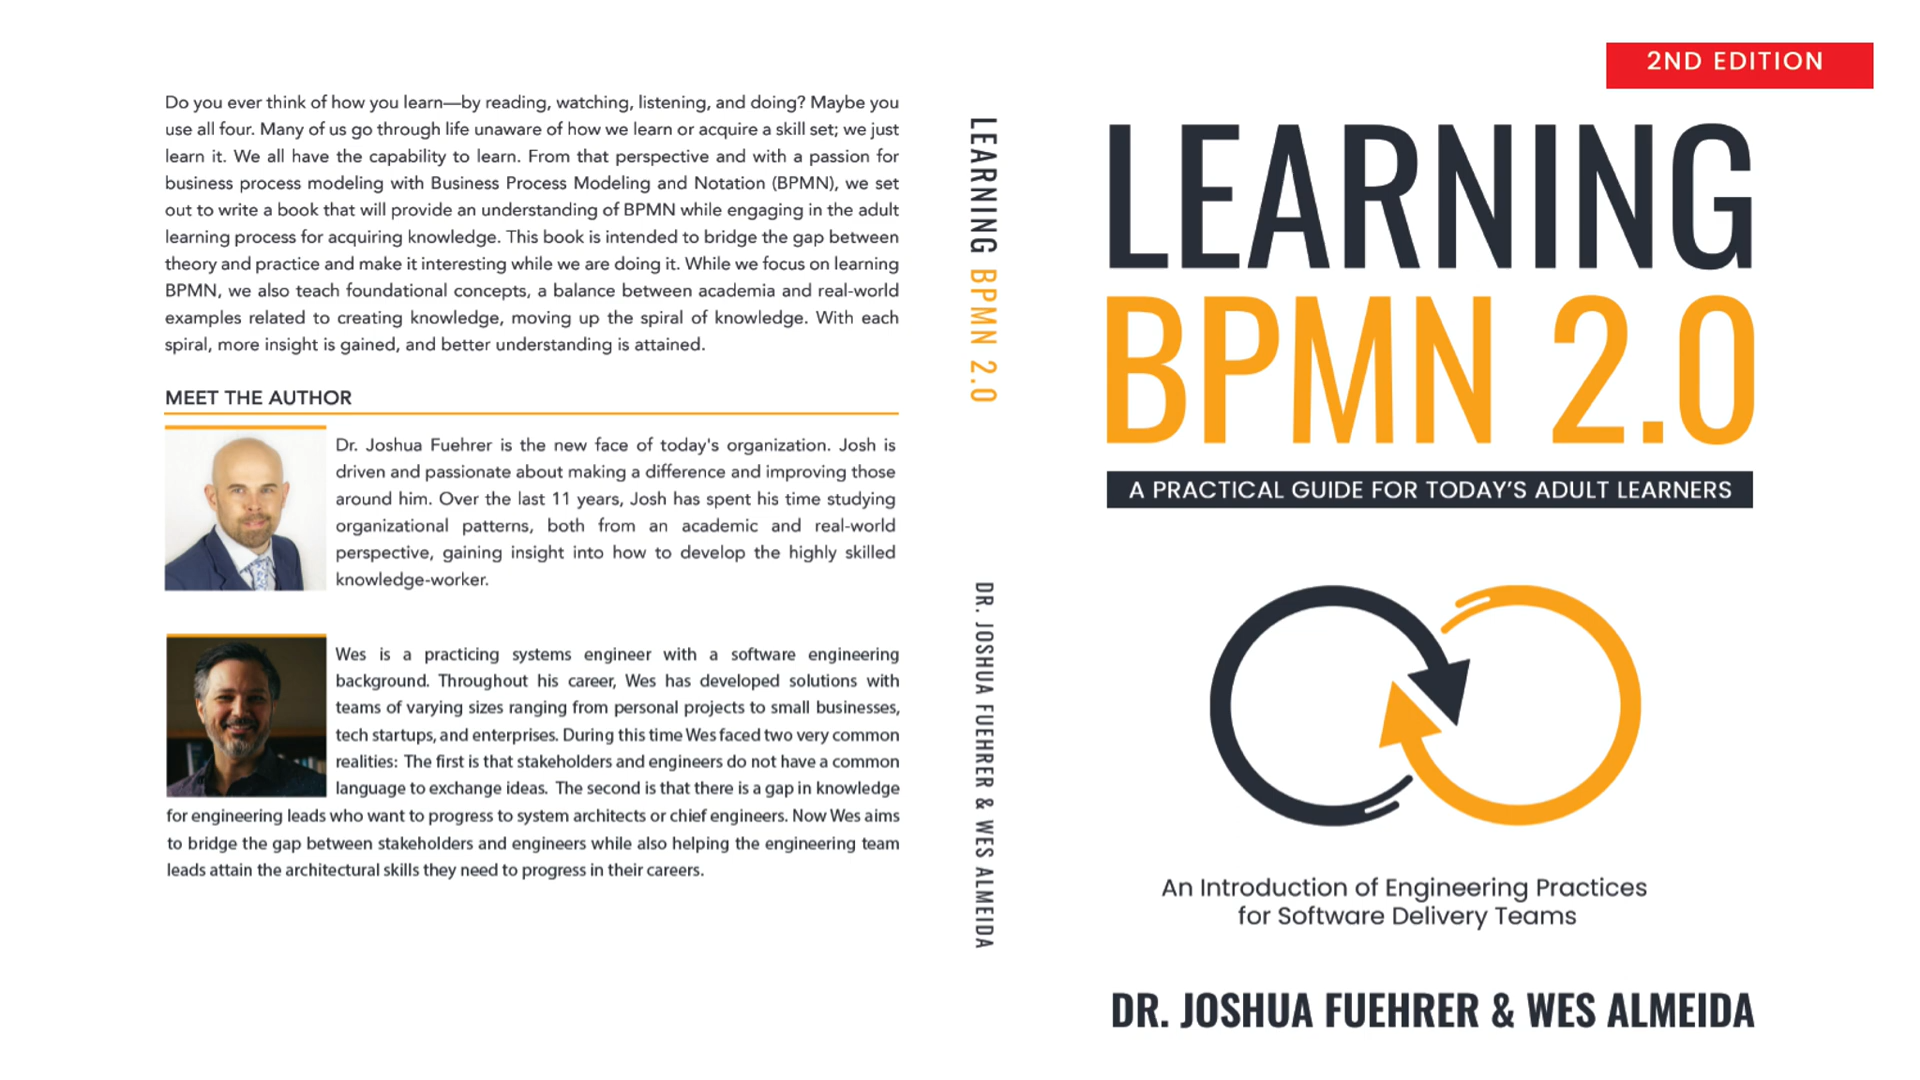 Do you ever think of how you learn—by reading, watching, listening, and doing? Maybe you
use all four. Many of us go through life unaware of how we learn or acquire a skill set; we just
learn it. We all have the capability to learn. From that perspective and with a passion for
business process modeling with Business Process Modeling and Notation (BPMN), we set
out to write a book that will provide an understanding of BPMN while engaging in the adult
learning process for acquiring knowledge. This book is intended to bridge the gap between
theory and practice and make it interesting while we are doing it. While we focus on learning
BPMN, we also teach foundational concepts, a balance between academia and real-world
examples related to creating knowledge, moving up the spiral of knowledge. With each
spiral, more insight is gained, and better understanding is attained.
MEET THE AUTHOR
Dr. Joshua Fuehrer is the new face of today's organization. Josh is
driven and passionate about making a difference and improving those
around him. Over the last 11 years, Josh has spent his time studying
organizational patterns, both from an academic and real-world
perspective, gaining insight into how to develop the highly skilled
knowledge-worker.
Wes is a practicing systems engineer with a software engineering
background. Throughout his career, Wes has developed solutions with
teams of varying sizes ranging from personal projects to small businesses,
tech startups, and enterprises. During this time Wes faced two very common
realities: The first is that stakeholders and engineers do not have a common
language to exchange ideas. The second is that there is a gap in knowledge
for engineering leads who want to progress to system architects or chief engineers. Now Wes aims
to bridge the gap between stakeholders and engineers while also helping the engineering team
leads attain the architectural skills they need to progress in their careers.
LEARNING BPMN 2.0
DR. JOSHUA FUEHRER & WES ALMEIDA
2ND EDITION
LEARNING
BPMN 2.0
A PRACTICAL GUIDE FOR TODAY'S ADULT LEARNERS
An Introduction of Engineering Practices
for Software Delivery Teams
DR. JOSHUA FUEHRER & WES ALMEIDA